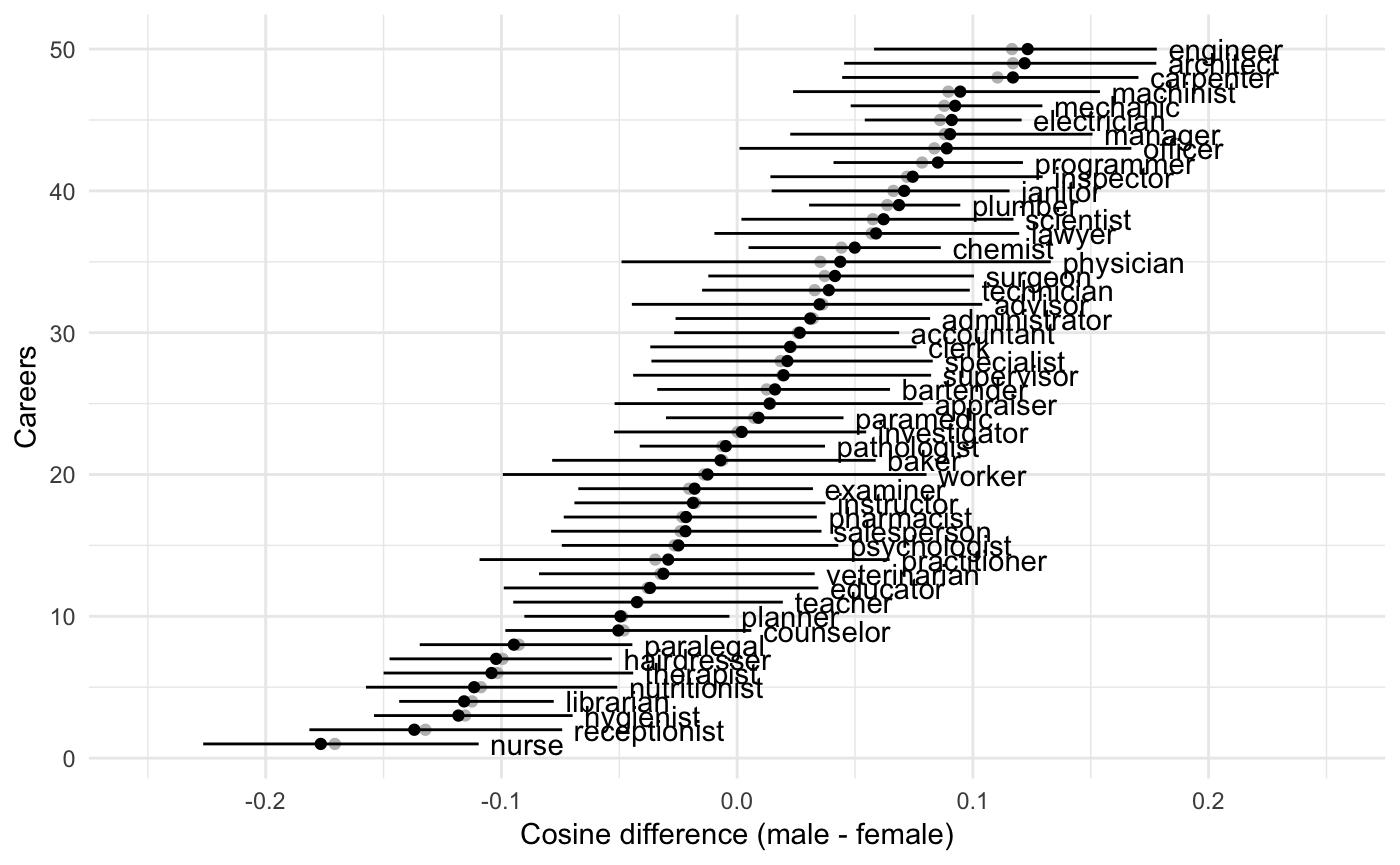 50
engineer
architect
carpenter
machinist
mechanic
electrician
manager
officer
programmer
inspector
40
janitor
plumber
scientist
lawyer
chemist
physician
surgeon
technician
advisor
administrator
30
accountant
clerk
specialist
supervisor
bartender
appraiser
paramedic
investigator
pathologist
baker
20
worker
examiner
instructor
pharmacist
salesperson
psychologist
practitioner
veterinarian
educator
teacher
10
planner
counselor
paralegal
hairdresser
therapist
nutritionist
librarian
hygienist
receptionist
nurse
0
Careers
-0.2 -0.1 0.0 0.1 0.2
Cosine difference (male - female)